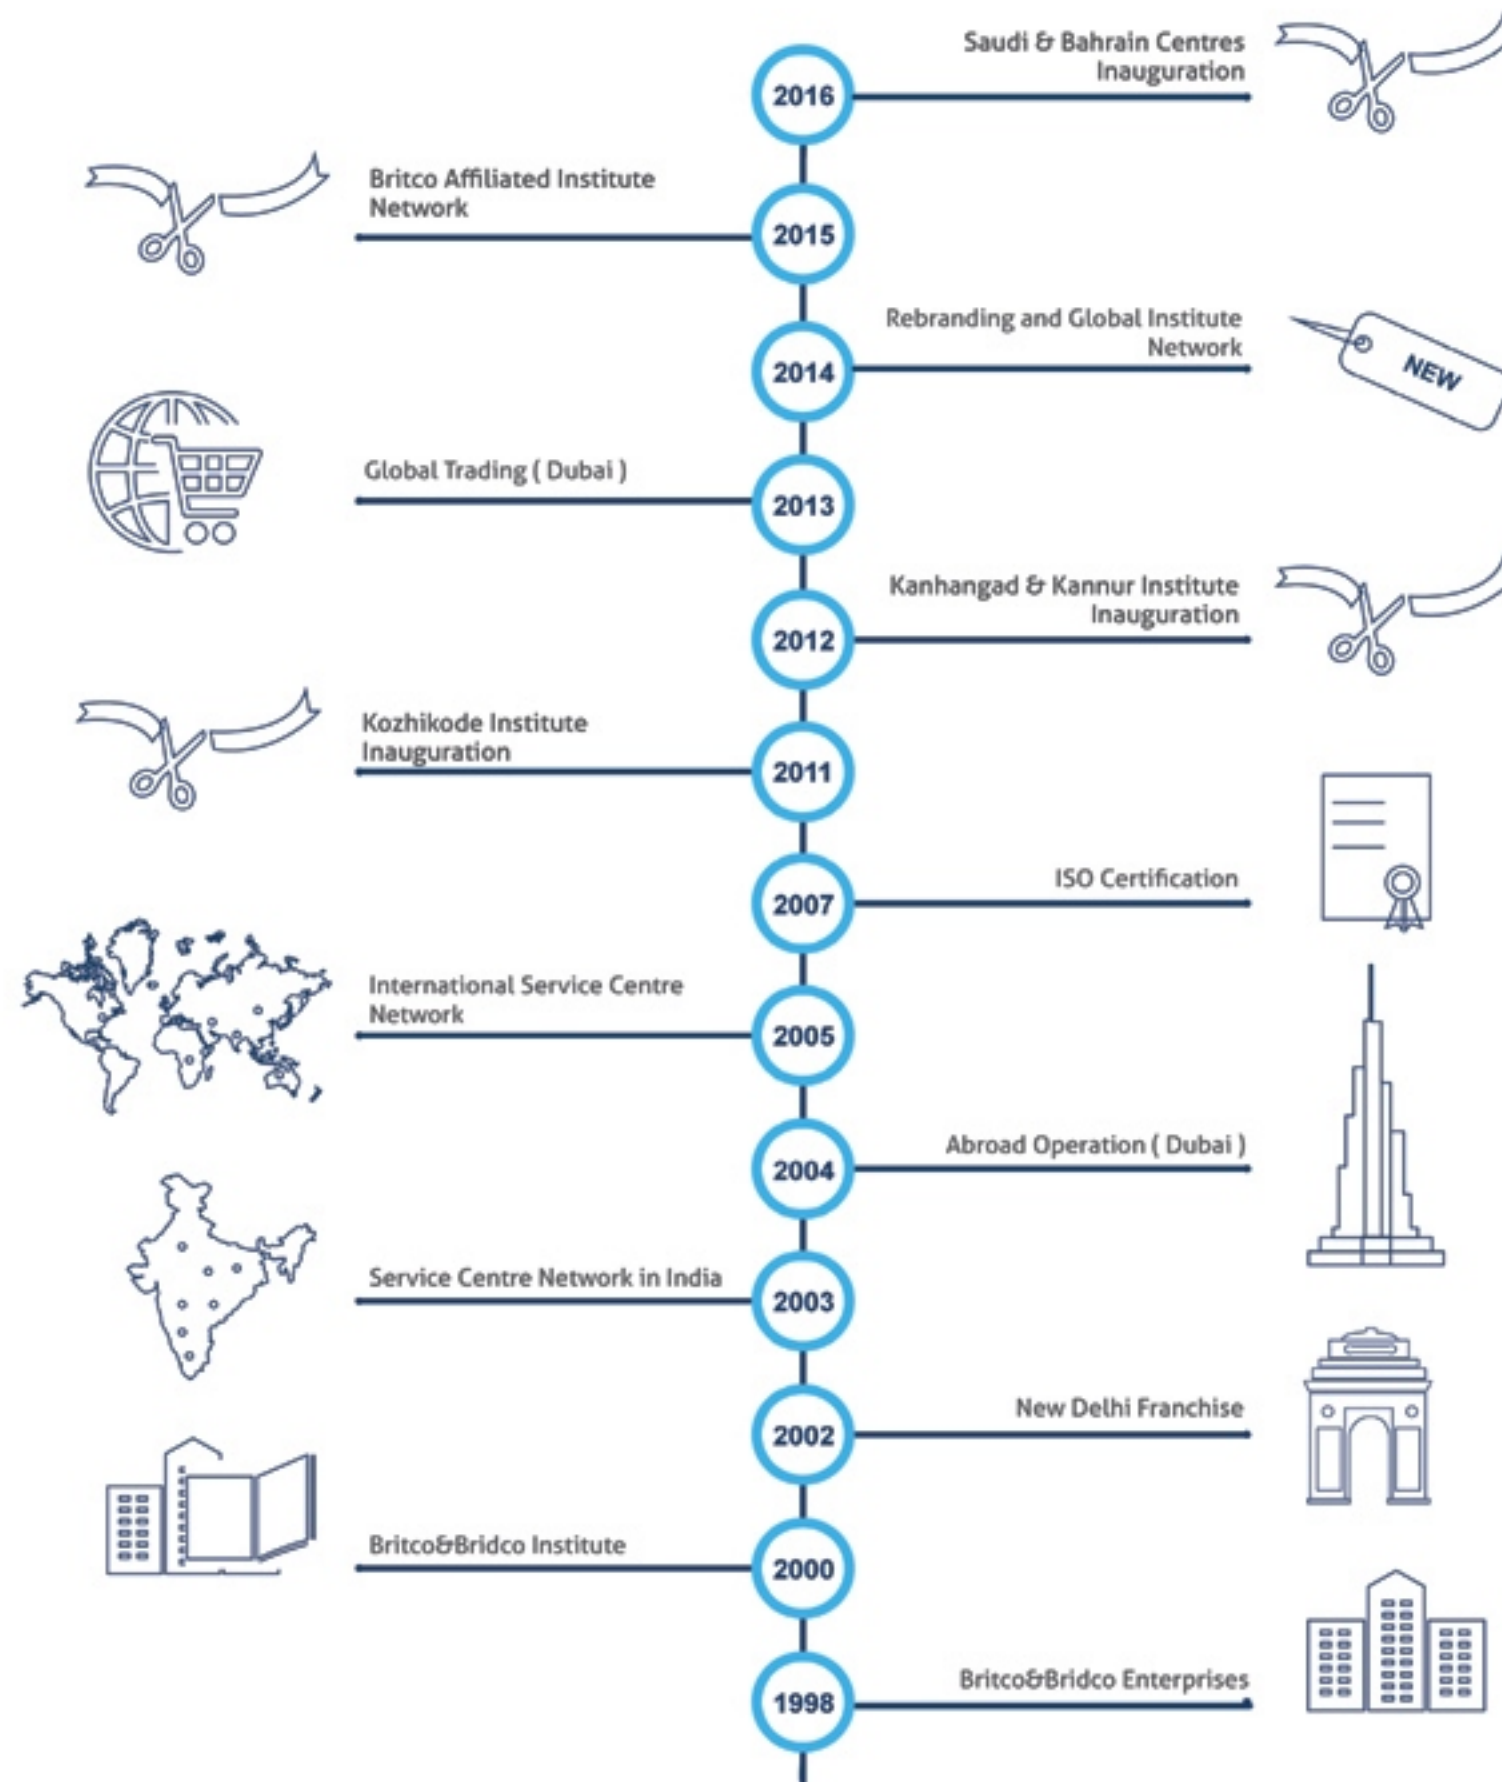 Saudi & Bahrain Centres
Inauguration
2016
Britco Affiliated Institute
Network
2015
Rebranding and Global Institute
Network
2014
NEW
Global Trading ( Dubai )
2013
Kanhangad & Kannur Institute
Inauguration
2012
Kozhikode Institute
Inauguration
2011
ISO Certification
2007
International Service Centre
Network
2005
Abroad Operation ( Dubai )
2004
Service Centre Network in India
2003
New Delhi Franchise
2002
Britco&Bridco Institute
2000
Britco&Bridco Enterprises
1998